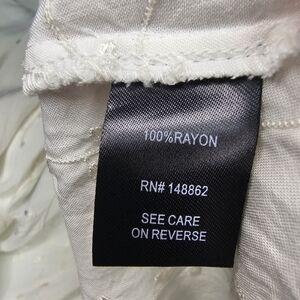 100%RAYON
RN# 148862
SEE CARE
ON REVERSE